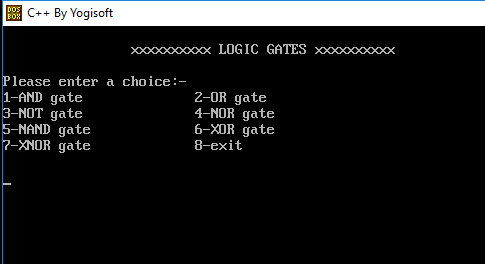 DOS BOX C++ By Yogisoft
xxxxxxxxxx LOGIC GATES xxxxxxxxxx
Please enter a choice:-
1-AND gate 2-OR gate
3-NOT gate 4-NOR gate
5-NAND gate 6-XOR gate
7-XNOR gate 8-exit